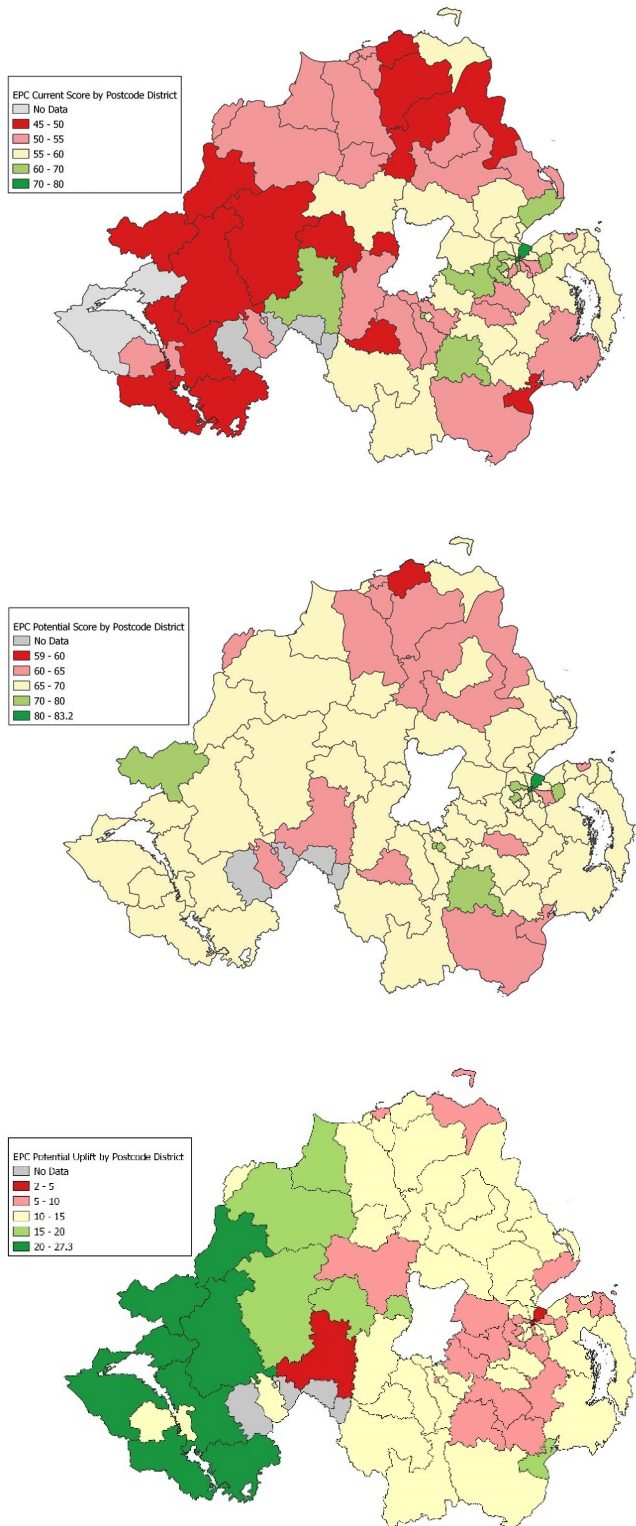 EPC Current Score by Postcode District
No Data
45 - 50
50 - 55
55 - 60
60 - 70
70 - 80
EPC Potential Score by Postcode District
No Data
59 - 60
60 - 65
65 - 70
70 - 80
80 - 83.2
EPC Potential Uplift by Postcode District
No Data
2 - 5
5 - 10
10 - 15
15 - 20
20 - 27.3